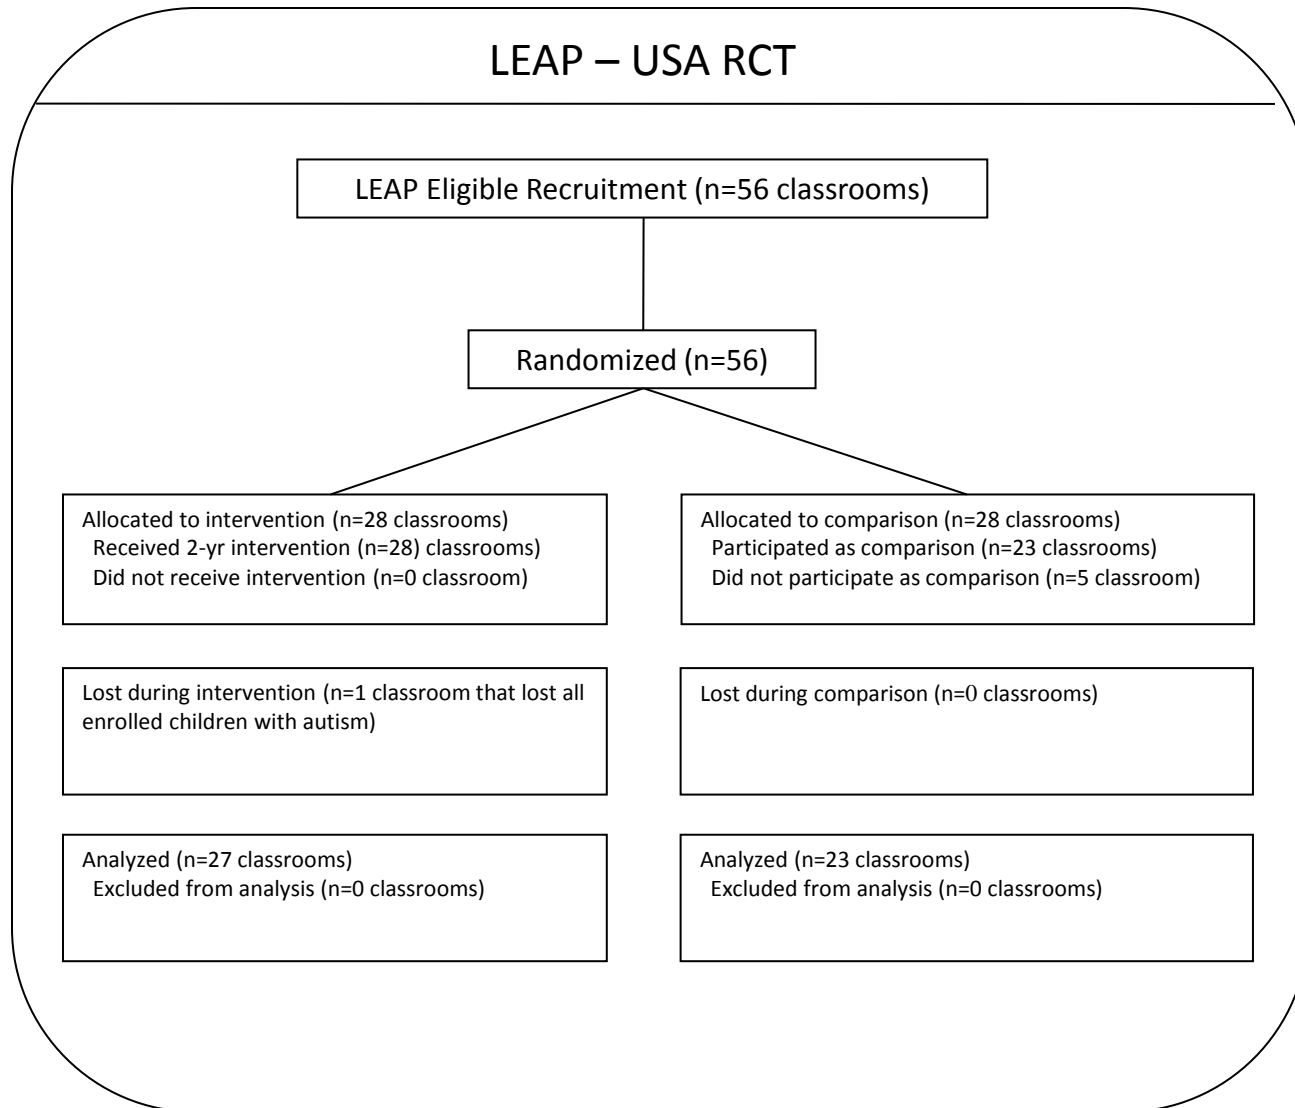 LEAP – USA RCT
LEAP Eligible Recruitment (n=56 classrooms)
Randomized (n=56)
Allocated to intervention (n=28 classrooms)
Received 2-yr intervention (n=28) classrooms)
Did not receive intervention (n=0 classroom)
Allocated to comparison (n=28 classrooms)
Participated as comparison (n=23 classrooms)
Did not participate as comparison (n=5 classroom)
Lost during intervention (n=1 classroom that lost all
enrolled children with autism)
Lost during comparison (n=0 classrooms)
Analyzed (n=27 classrooms)
Excluded from analysis (n=0 classrooms)
Analyzed (n=23 classrooms)
Excluded from analysis (n=0 classrooms)